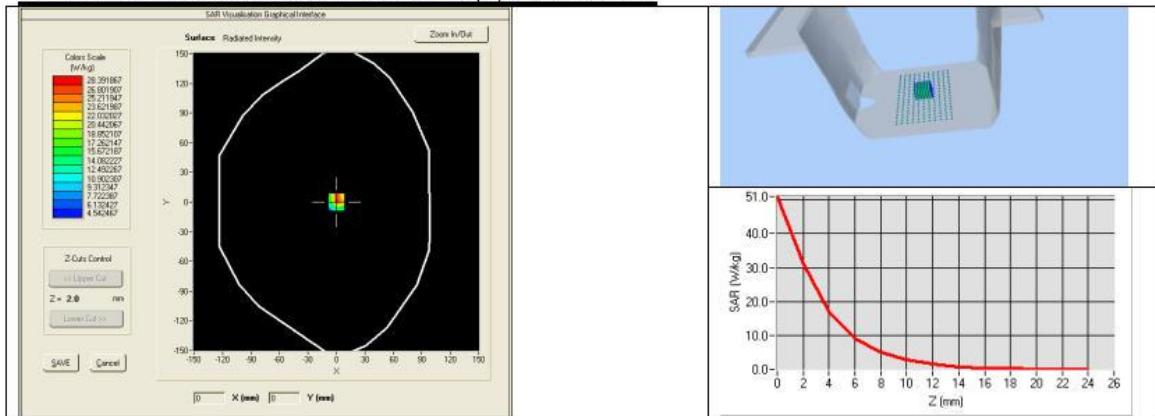 SAR Visualisation Graphical Interface
Surface Radiated Intensity
Zoom In/Out
Colors Scale
(W/kg)
28.391867
26.801907
25.211947
23.621987
22.032027
20.442067
18.852107
17.262147
15.672187
14.082227
12.492267
10.902307
9.312347
7.722387
6.132427
4.542467
Z-Cuts Control
<< Upper Cut
Z = 2.0 mm
Lower Cut >>
SAVE Cancel
150
120
90
60
30
0
-30
-60
-90
-120
-150
Y
-150 -120 -90 -60 -30 0 30 60 90 120 150
X
0 X (mm) 0 Y (mm)
51.0
40.0
30.0
20.0
10.0
0.0
SAR (W/kg)
0 2 4 6 8 10 12 14 16 18 20 22 24 26
Z (mm)